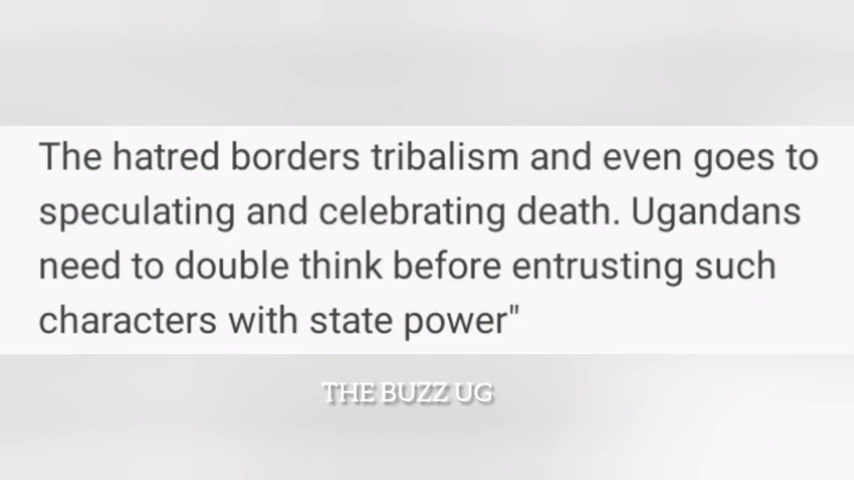 The hatred borders tribalism and even goes to
speculating and celebrating death. Ugandans
need to double think before entrusting such
characters with state power"
THE BUZZ UG